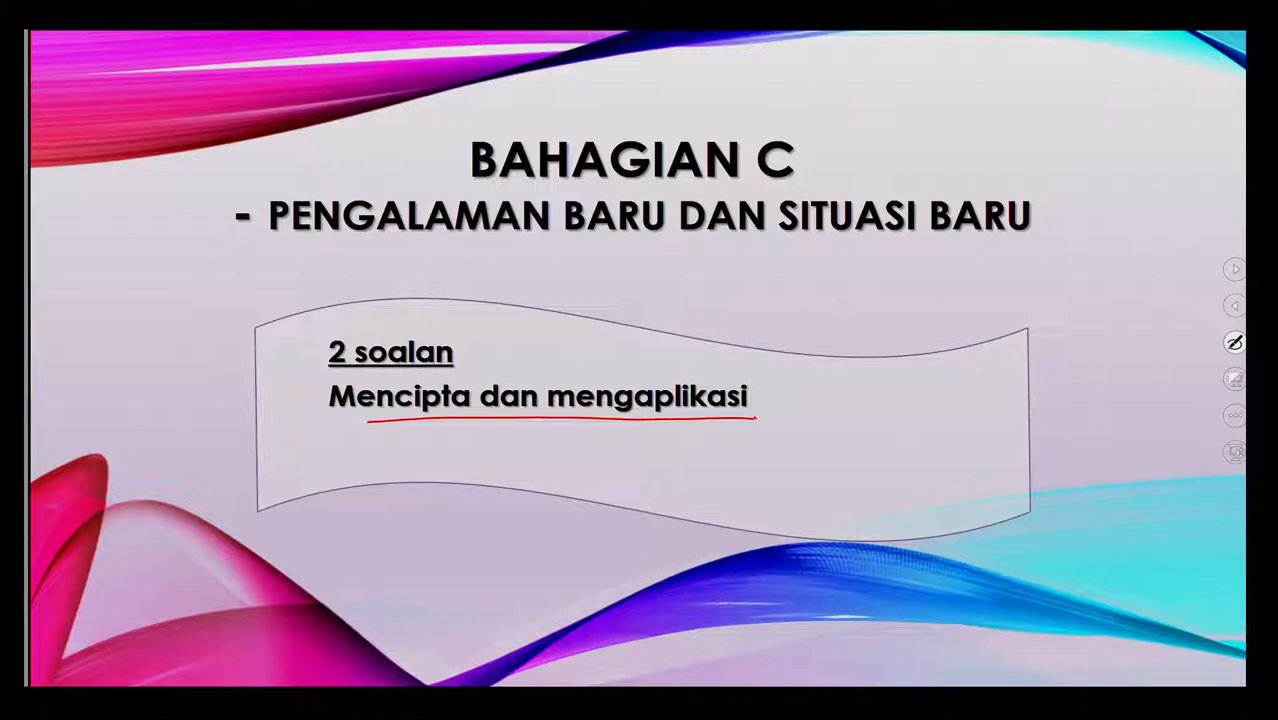 BAHAGIAN C
- PENGALAMAN BARU DAN SITUASI BARU
2 soalan
Mencipta dan mengaplikasi